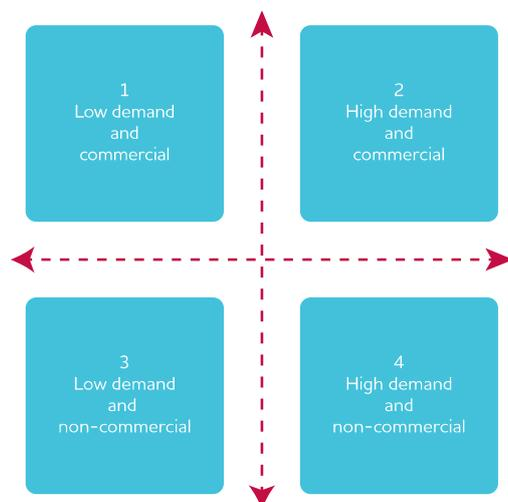 1
Low demand
and
commercial
2
High demand
and
commercial
3
Low demand
and
non-commercial
4
High demand
and
non-commercial